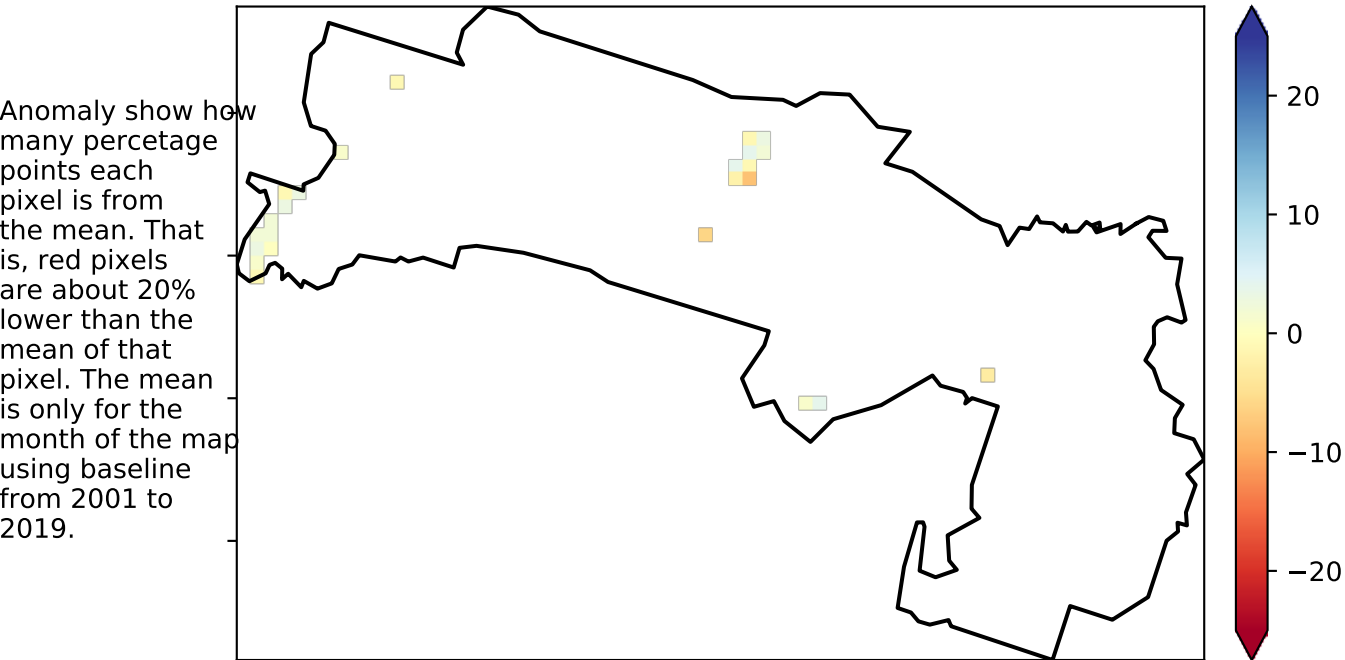 Anomaly show how
many percetage
points each
pixel is from
the mean. That
is, red pixels
are about 20%
lower than the
mean of that
pixel. The mean
is only for the
month of the map
using baseline
from 2001 to
2019.
20
10
0
−10
−20